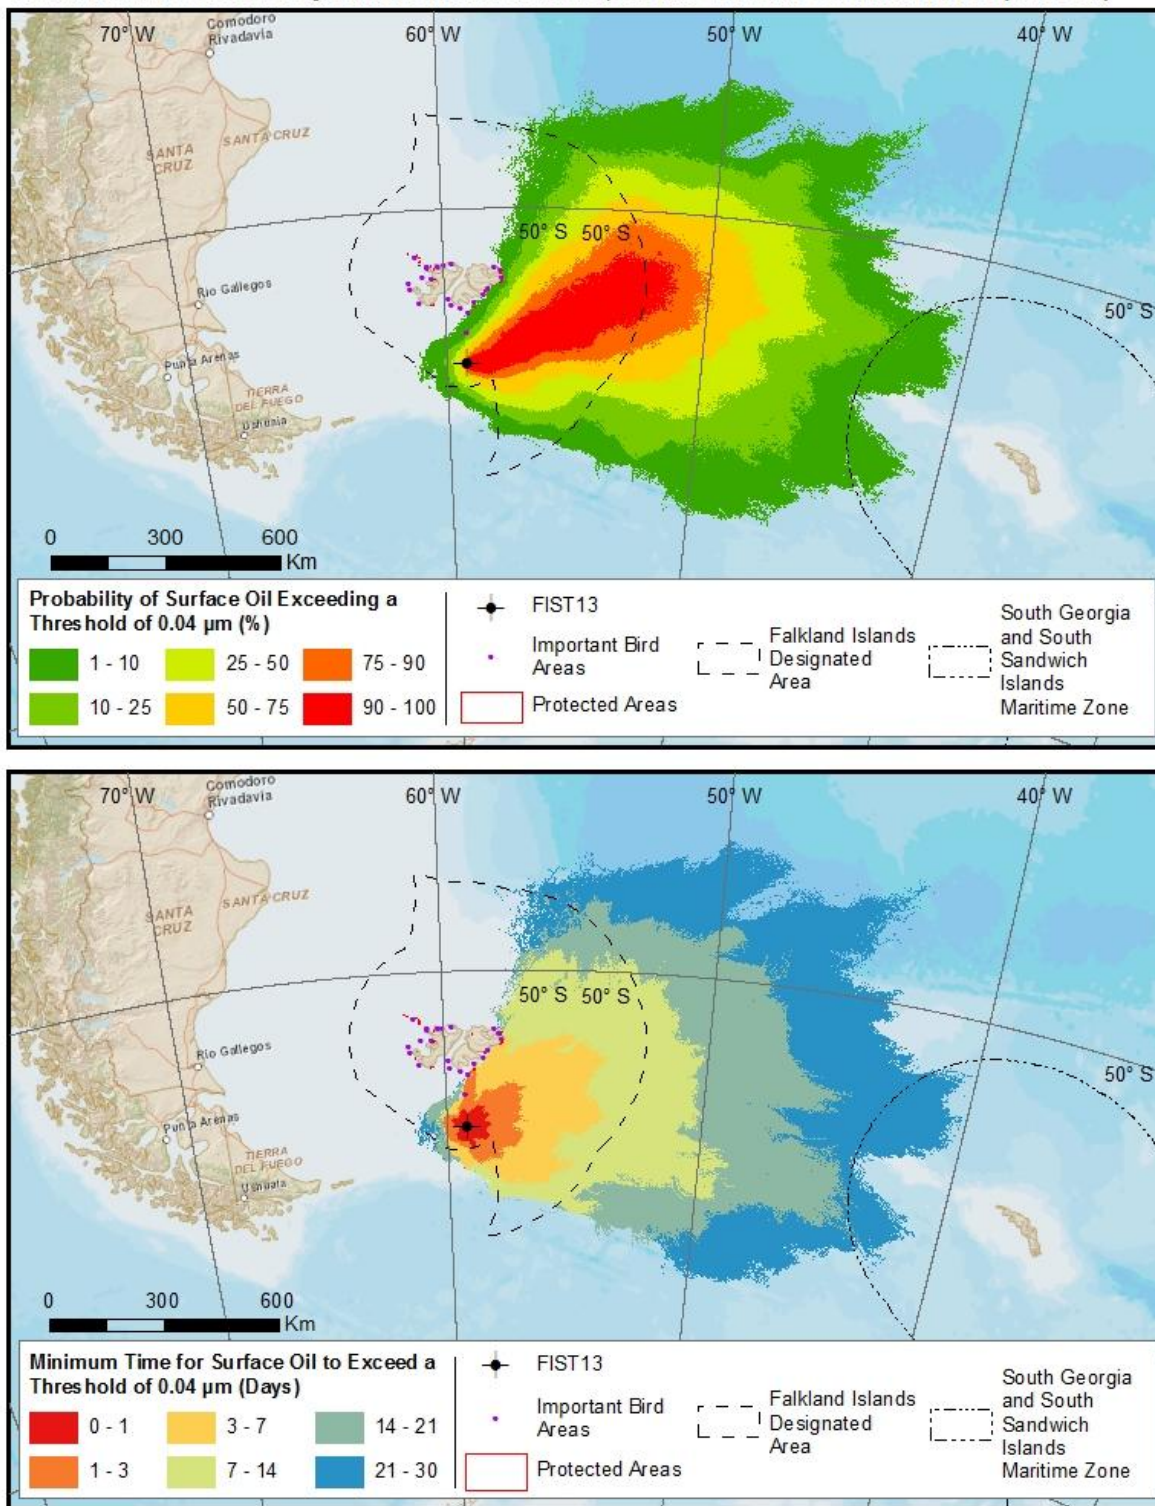 70° W
Comodoro
Rivadavia
60° W
50° W
40° W
SANTA CRUZ
SANTA
CRUZ
50° S 50° S
Rio Gallegos
50° S
Punta Arenas
TIERRA
DEL FUEGO
Ushuaia
0 300 600
Km
Probability of Surface Oil Exceeding a
Threshold of 0.04 µm (%)
1 - 10
25 - 50
75 - 90
10 - 25
50 - 75
90 - 100
FIST13
Important Bird
Areas
Protected Areas
Falkland Islands
Designated
Area
South Georgia
and South
Sandwich
Islands
Maritime Zone
70° W
Comodoro
Rivadavia
60° W
50° W
40° W
SANTA CRUZ
SANTA
CRUZ
50° S 50° S
Rio Gallegos
50° S
Punta Arenas
TIERRA
DEL FUEGO
Ushuaia
0 300 600
Km
Minimum Time for Surface Oil to Exceed a
Threshold of 0.04 µm (Days)
0 - 1
3 - 7
14 - 21
1 - 3
7 - 14
21 - 30
FIST13
Important Bird
Areas
Protected Areas
Falkland Islands
Designated
Area
South Georgia
and South
Sandwich
Islands
Maritime Zone